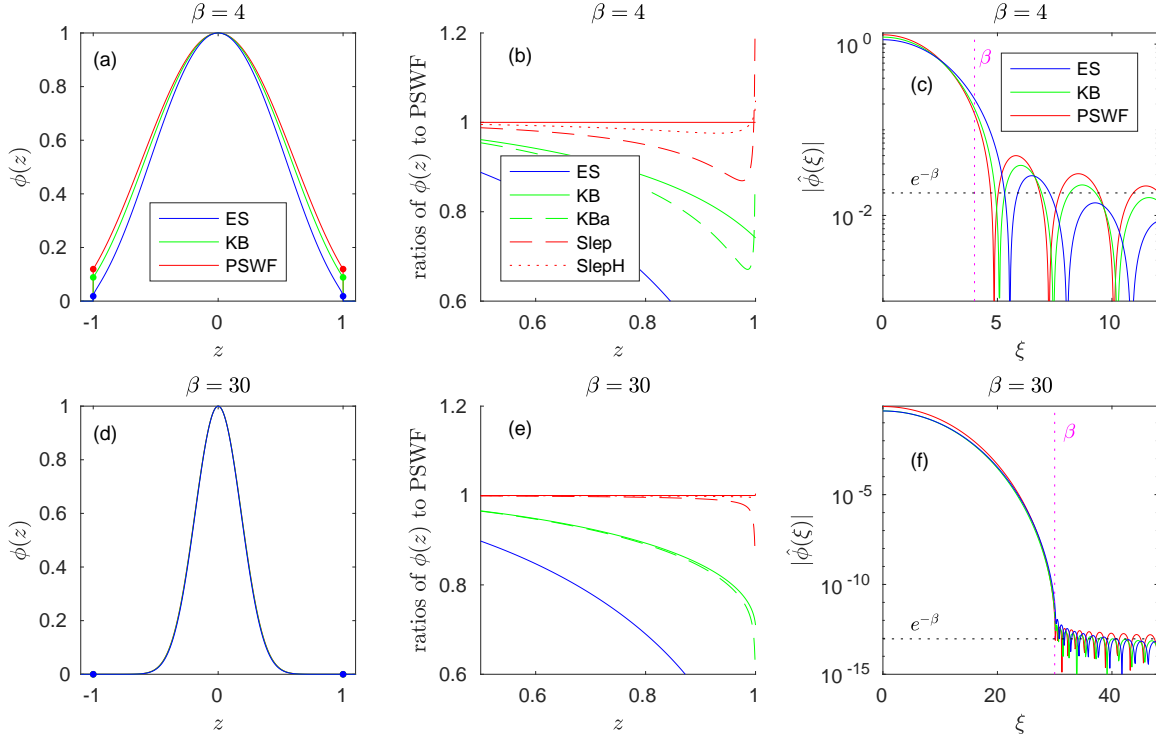 β = 4
(a)
ϕ(z)
1
0.8
0.6
0.4
0.2
0
-1
0
1
z
ES
KB
PSWF
(b)
ratios of ϕ(z) to PSWF
1.2
1
0.8
0.6
0.6
0.8
1
z
ES
KB
KBa
Slep
SlepH
β = 4
(c)
|ϕ̂(ξ)|
10^0
10^-2
e^-β
β
0
5
10
ξ
ES
KB
PSWF
β = 30
(d)
ϕ(z)
1
0.8
0.6
0.4
0.2
0
-1
0
1
z
(e)
ratios of ϕ(z) to PSWF
1.2
1
0.8
0.6
0.6
0.8
1
z
β = 30
(f)
|ϕ̂(ξ)|
10^-5
10^-10
10^-15
e^-β
β
0
20
40
ξ